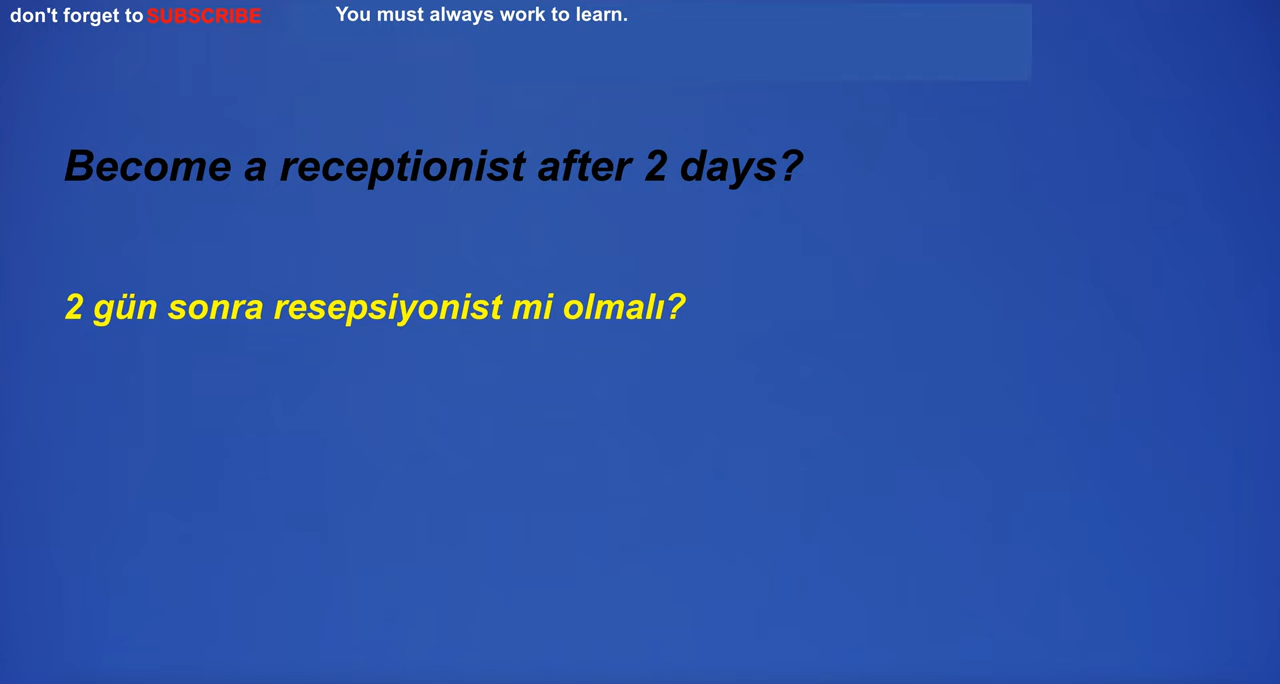 don't forget to SUBSCRIBE
You must always work to learn.
Become a receptionist after 2 days?
2 gün sonra resepsiyonist mi olmalı?